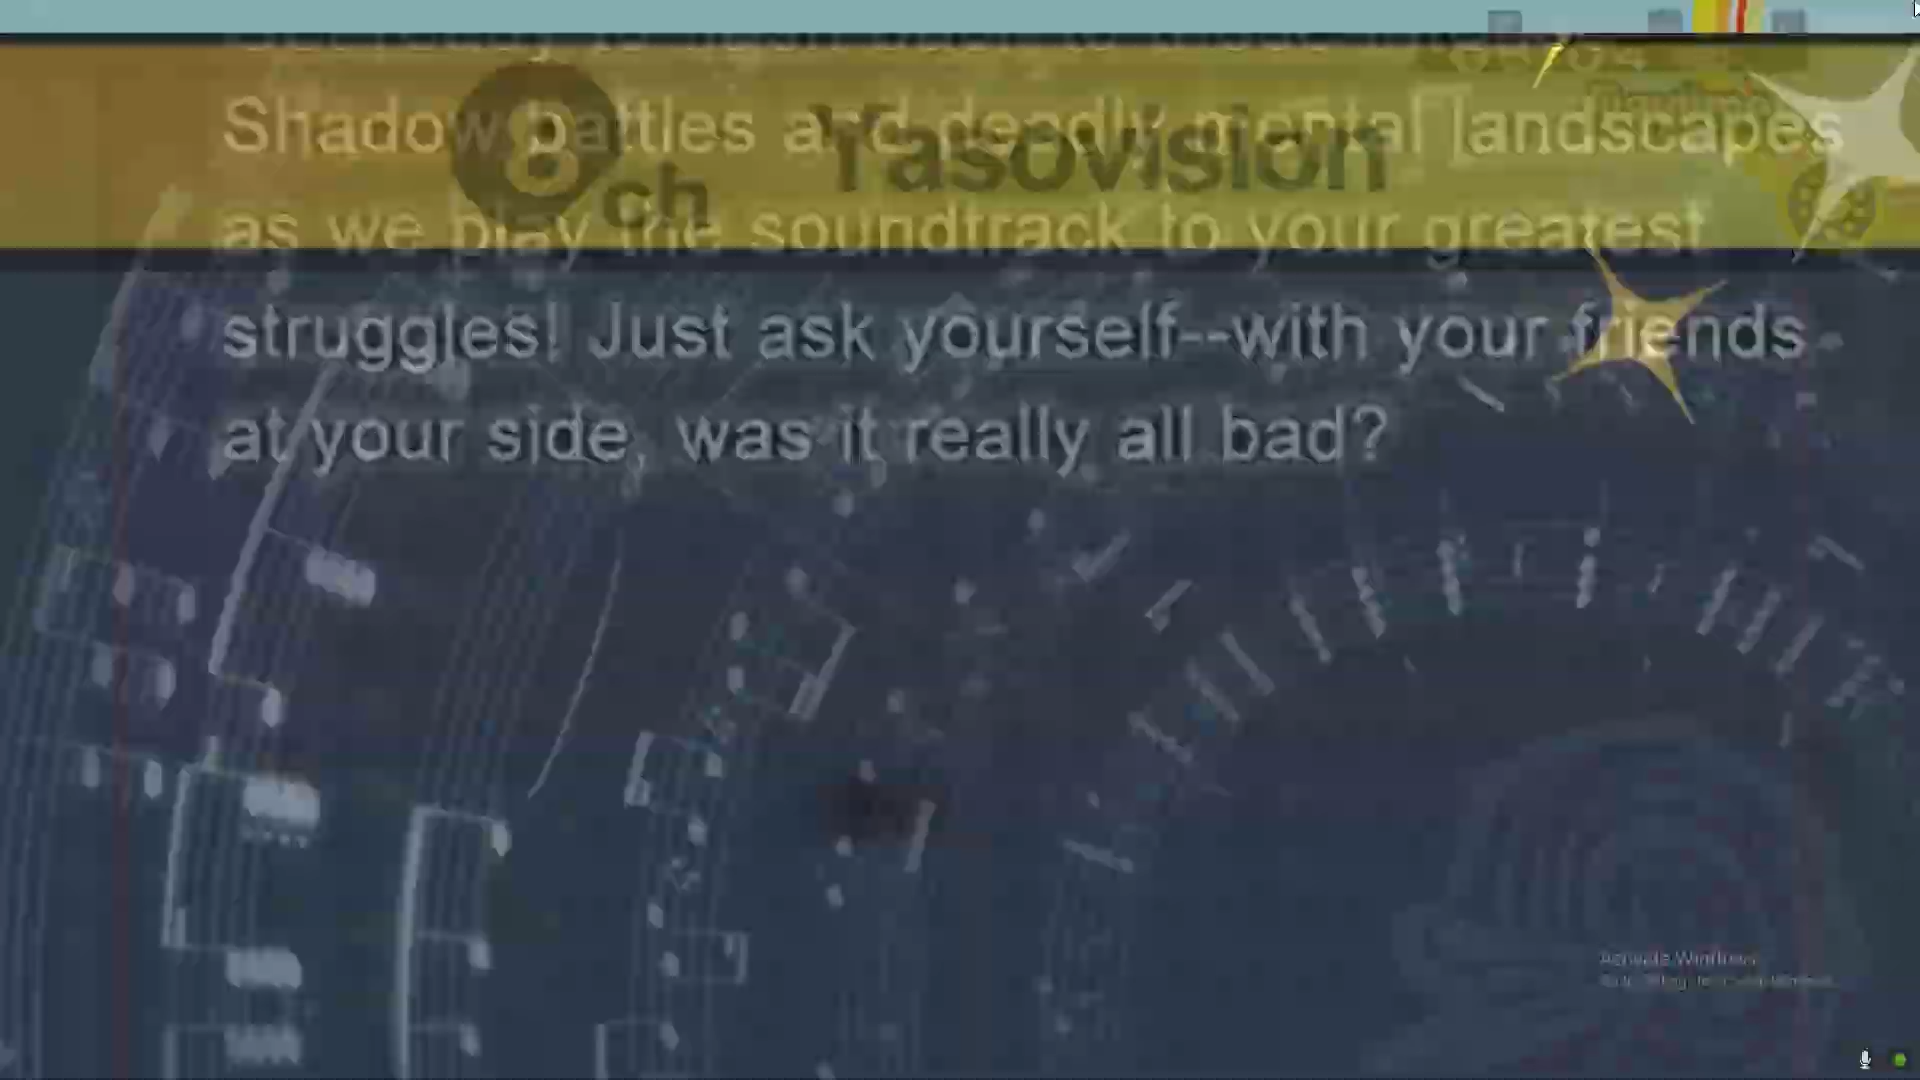 Shadow battles and deadly mental landscapes
as we play the soundtrack to your greatest
struggles! Just ask yourself--with your friends
at your side, was it really all bad?
8ch Yasovision
Activate Windows